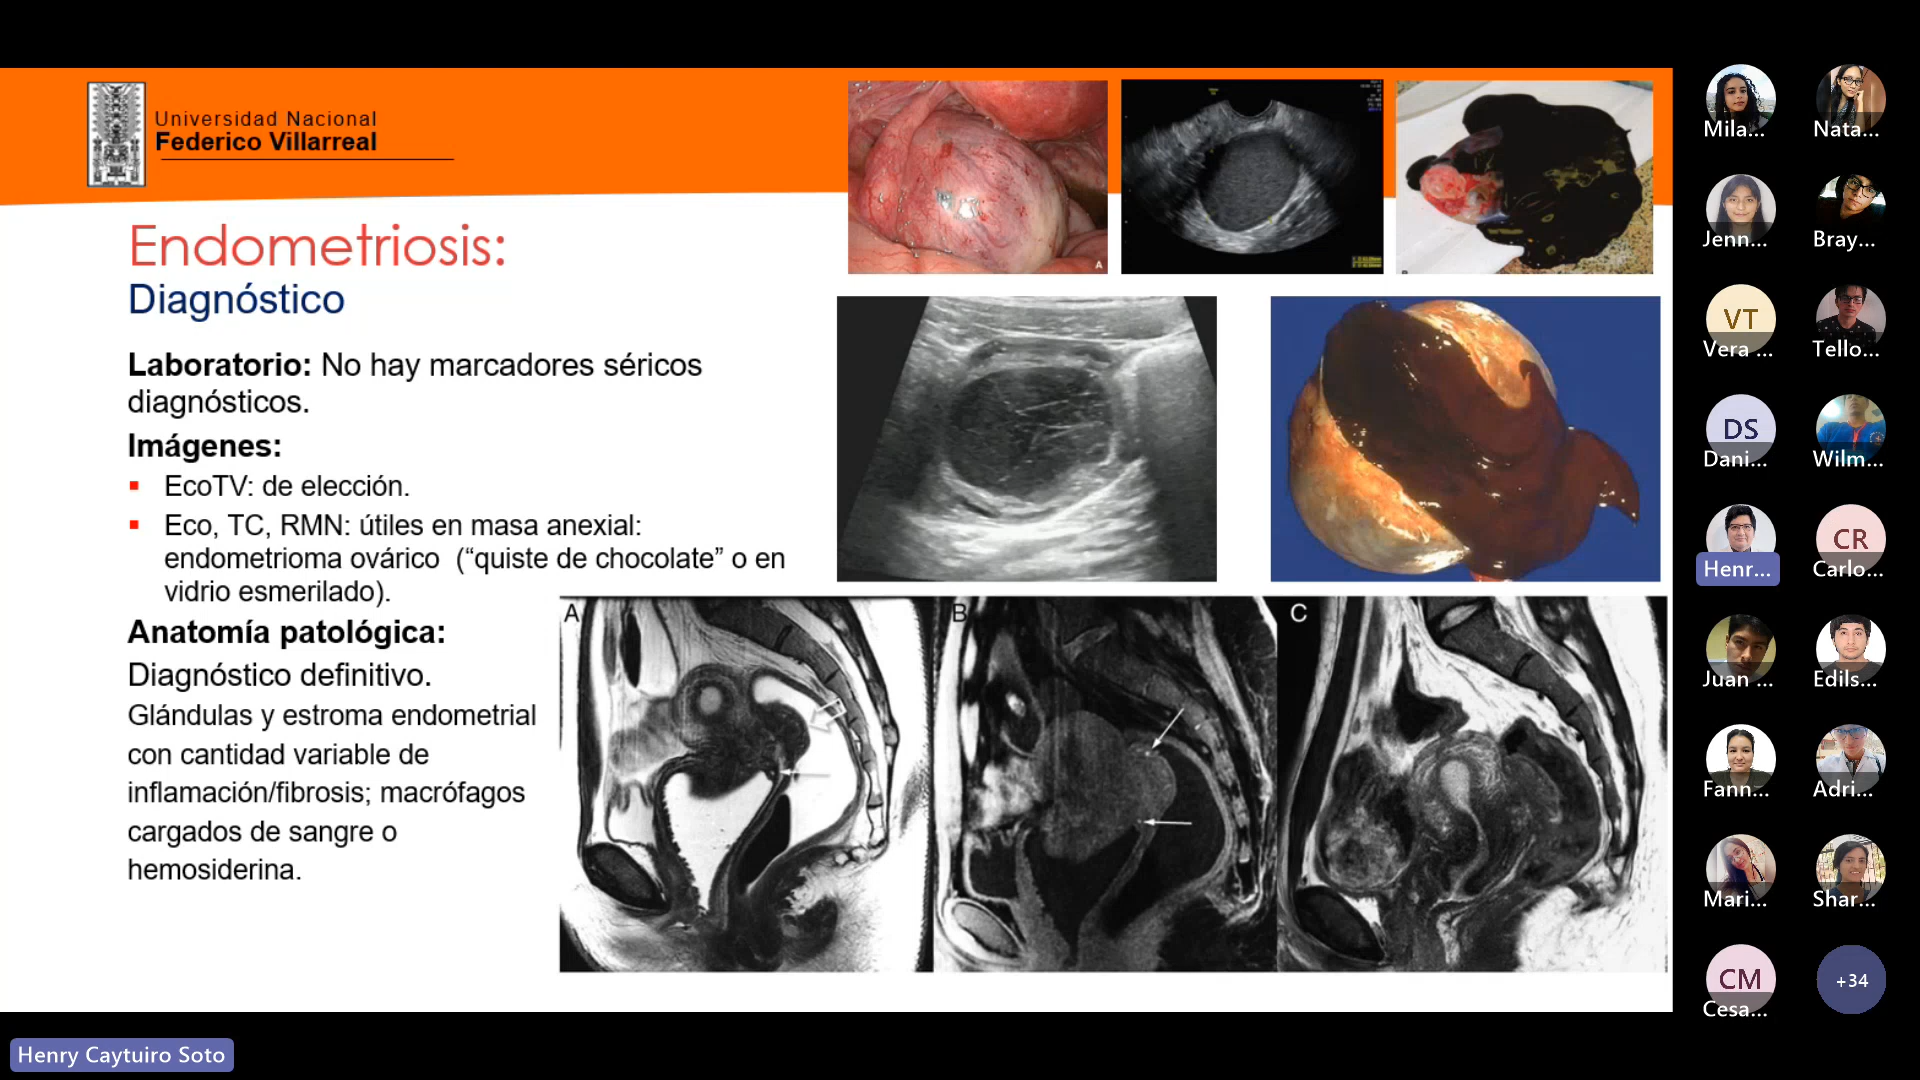 Universidad Nacional
Federico Villarreal
Endometriosis:
Diagnóstico
Laboratorio: No hay marcadores séricos
diagnósticos.
Imágenes:
EcoTV: de elección.
Eco, TC, RMN: útiles en masa anexial:
endometrioma ovárico (“quiste de chocolate” o en
vidrio esmerilado).
Anatomía patológica:
Diagnóstico definitivo.
Glándulas y estroma endometrial
con cantidad variable de
inflamación/fibrosis; macrófagos
cargados de sangre o
hemosiderina.
A
A
B
C
Mila...
Nata...
Jenn...
Bray...
VT
Vera ...
Tello...
DS
Dani...
Wilm...
Henr...
CR
Carlo...
Juan ...
Edils...
Fann...
Adri...
Mari...
Shar...
CM
Cesa...
+34
Henry Caytuiro Soto